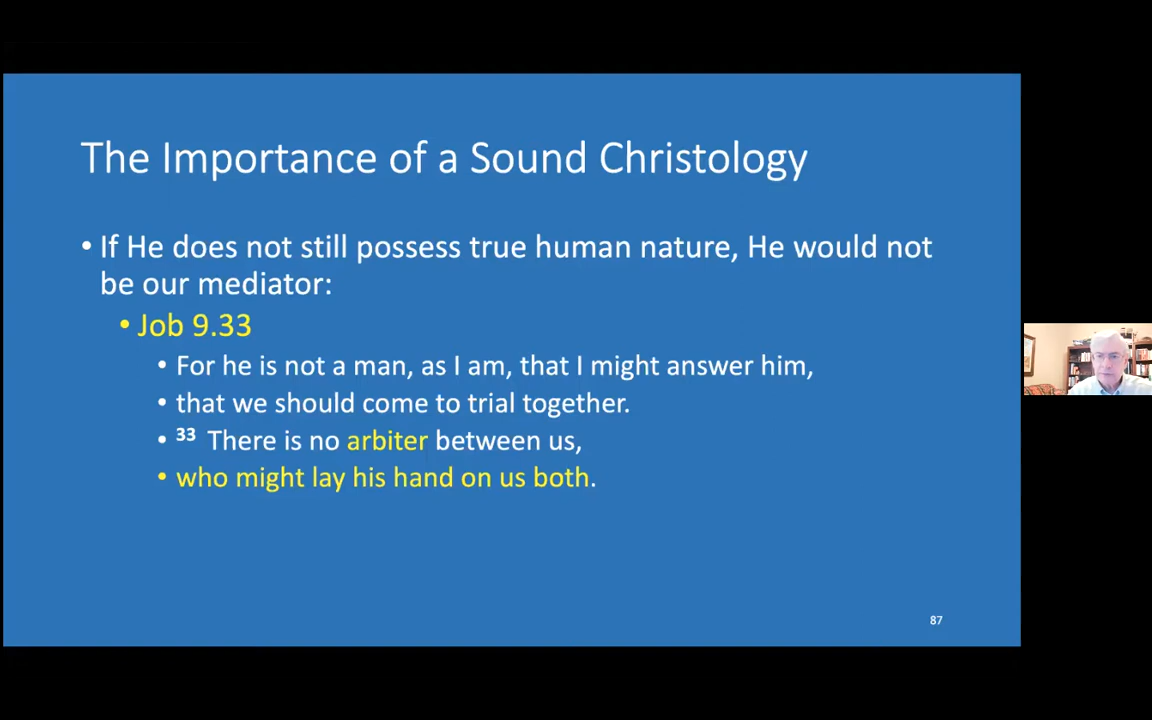 The Importance of a Sound Christology
• If He does not still possess true human nature, He would not
be our mediator:
• Job 9.33
• For he is not a man, as I am, that I might answer him,
• that we should come to trial together.
• 33 There is no arbiter between us,
• who might lay his hand on us both.
87